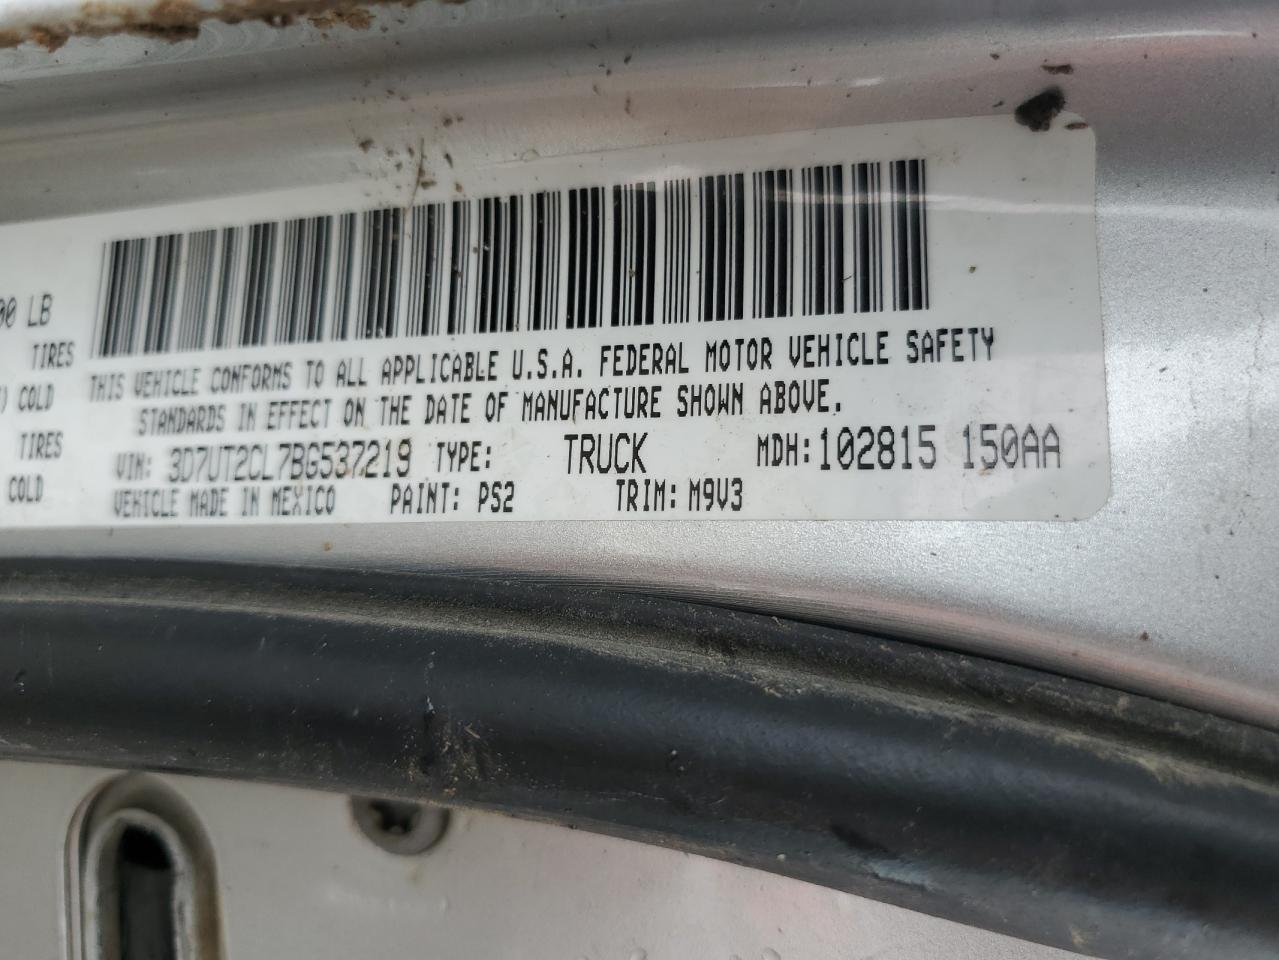 00 LB
TIRES
) COLD
TIRES
COLD
THIS VEHICLE CONFORMS TO ALL APPLICABLE U.S.A. FEDERAL MOTOR VEHICLE SAFETY
STANDARDS IN EFFECT ON THE DATE OF MANUFACTURE SHOWN ABOVE.
VIN: 3D7UT2CL7BG537219 TYPE: TRUCK MDH: 102815 150AA
VEHICLE MADE IN MEXICO PAINT: PS2 TRIM: M9V3